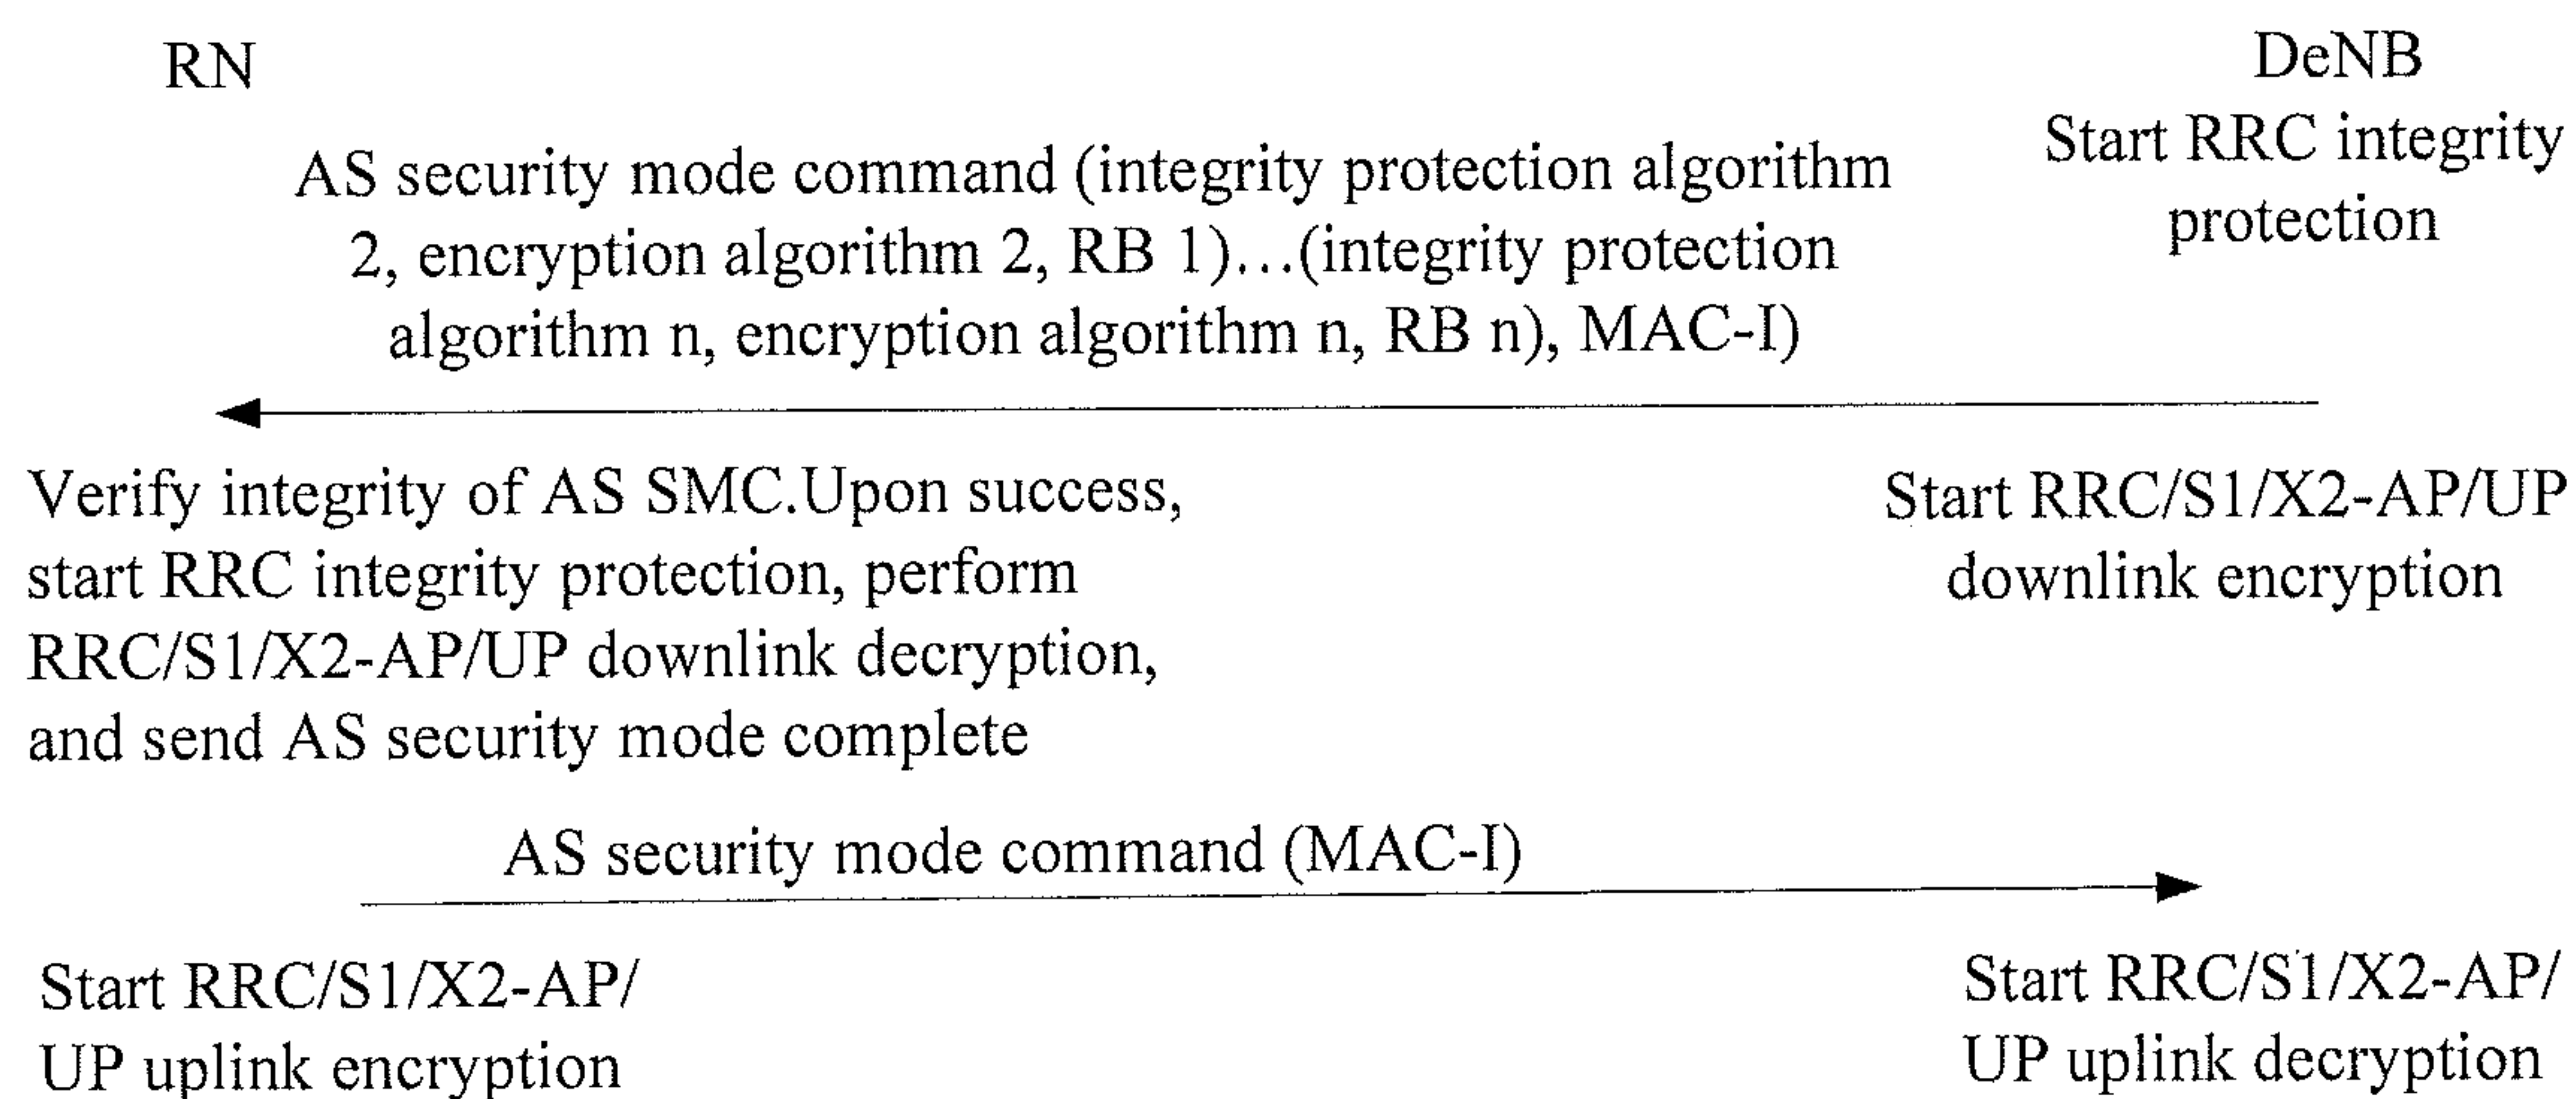 RN
DeNB
Start RRC integrity
protection
AS security mode command (integrity protection algorithm
2, encryption algorithm 2, RB 1)...(integrity protection
algorithm n, encryption algorithm n, RB n), MAC-I)
Verify integrity of AS SMC.Upon success,
start RRC integrity protection, perform
RRC/S1/X2-AP/UP downlink decryption,
and send AS security mode complete
Start RRC/S1/X2-AP/UP
downlink encryption
AS security mode command (MAC-I)
Start RRC/S1/X2-AP/
UP uplink encryption
Start RRC/S1/X2-AP/
UP uplink decryption